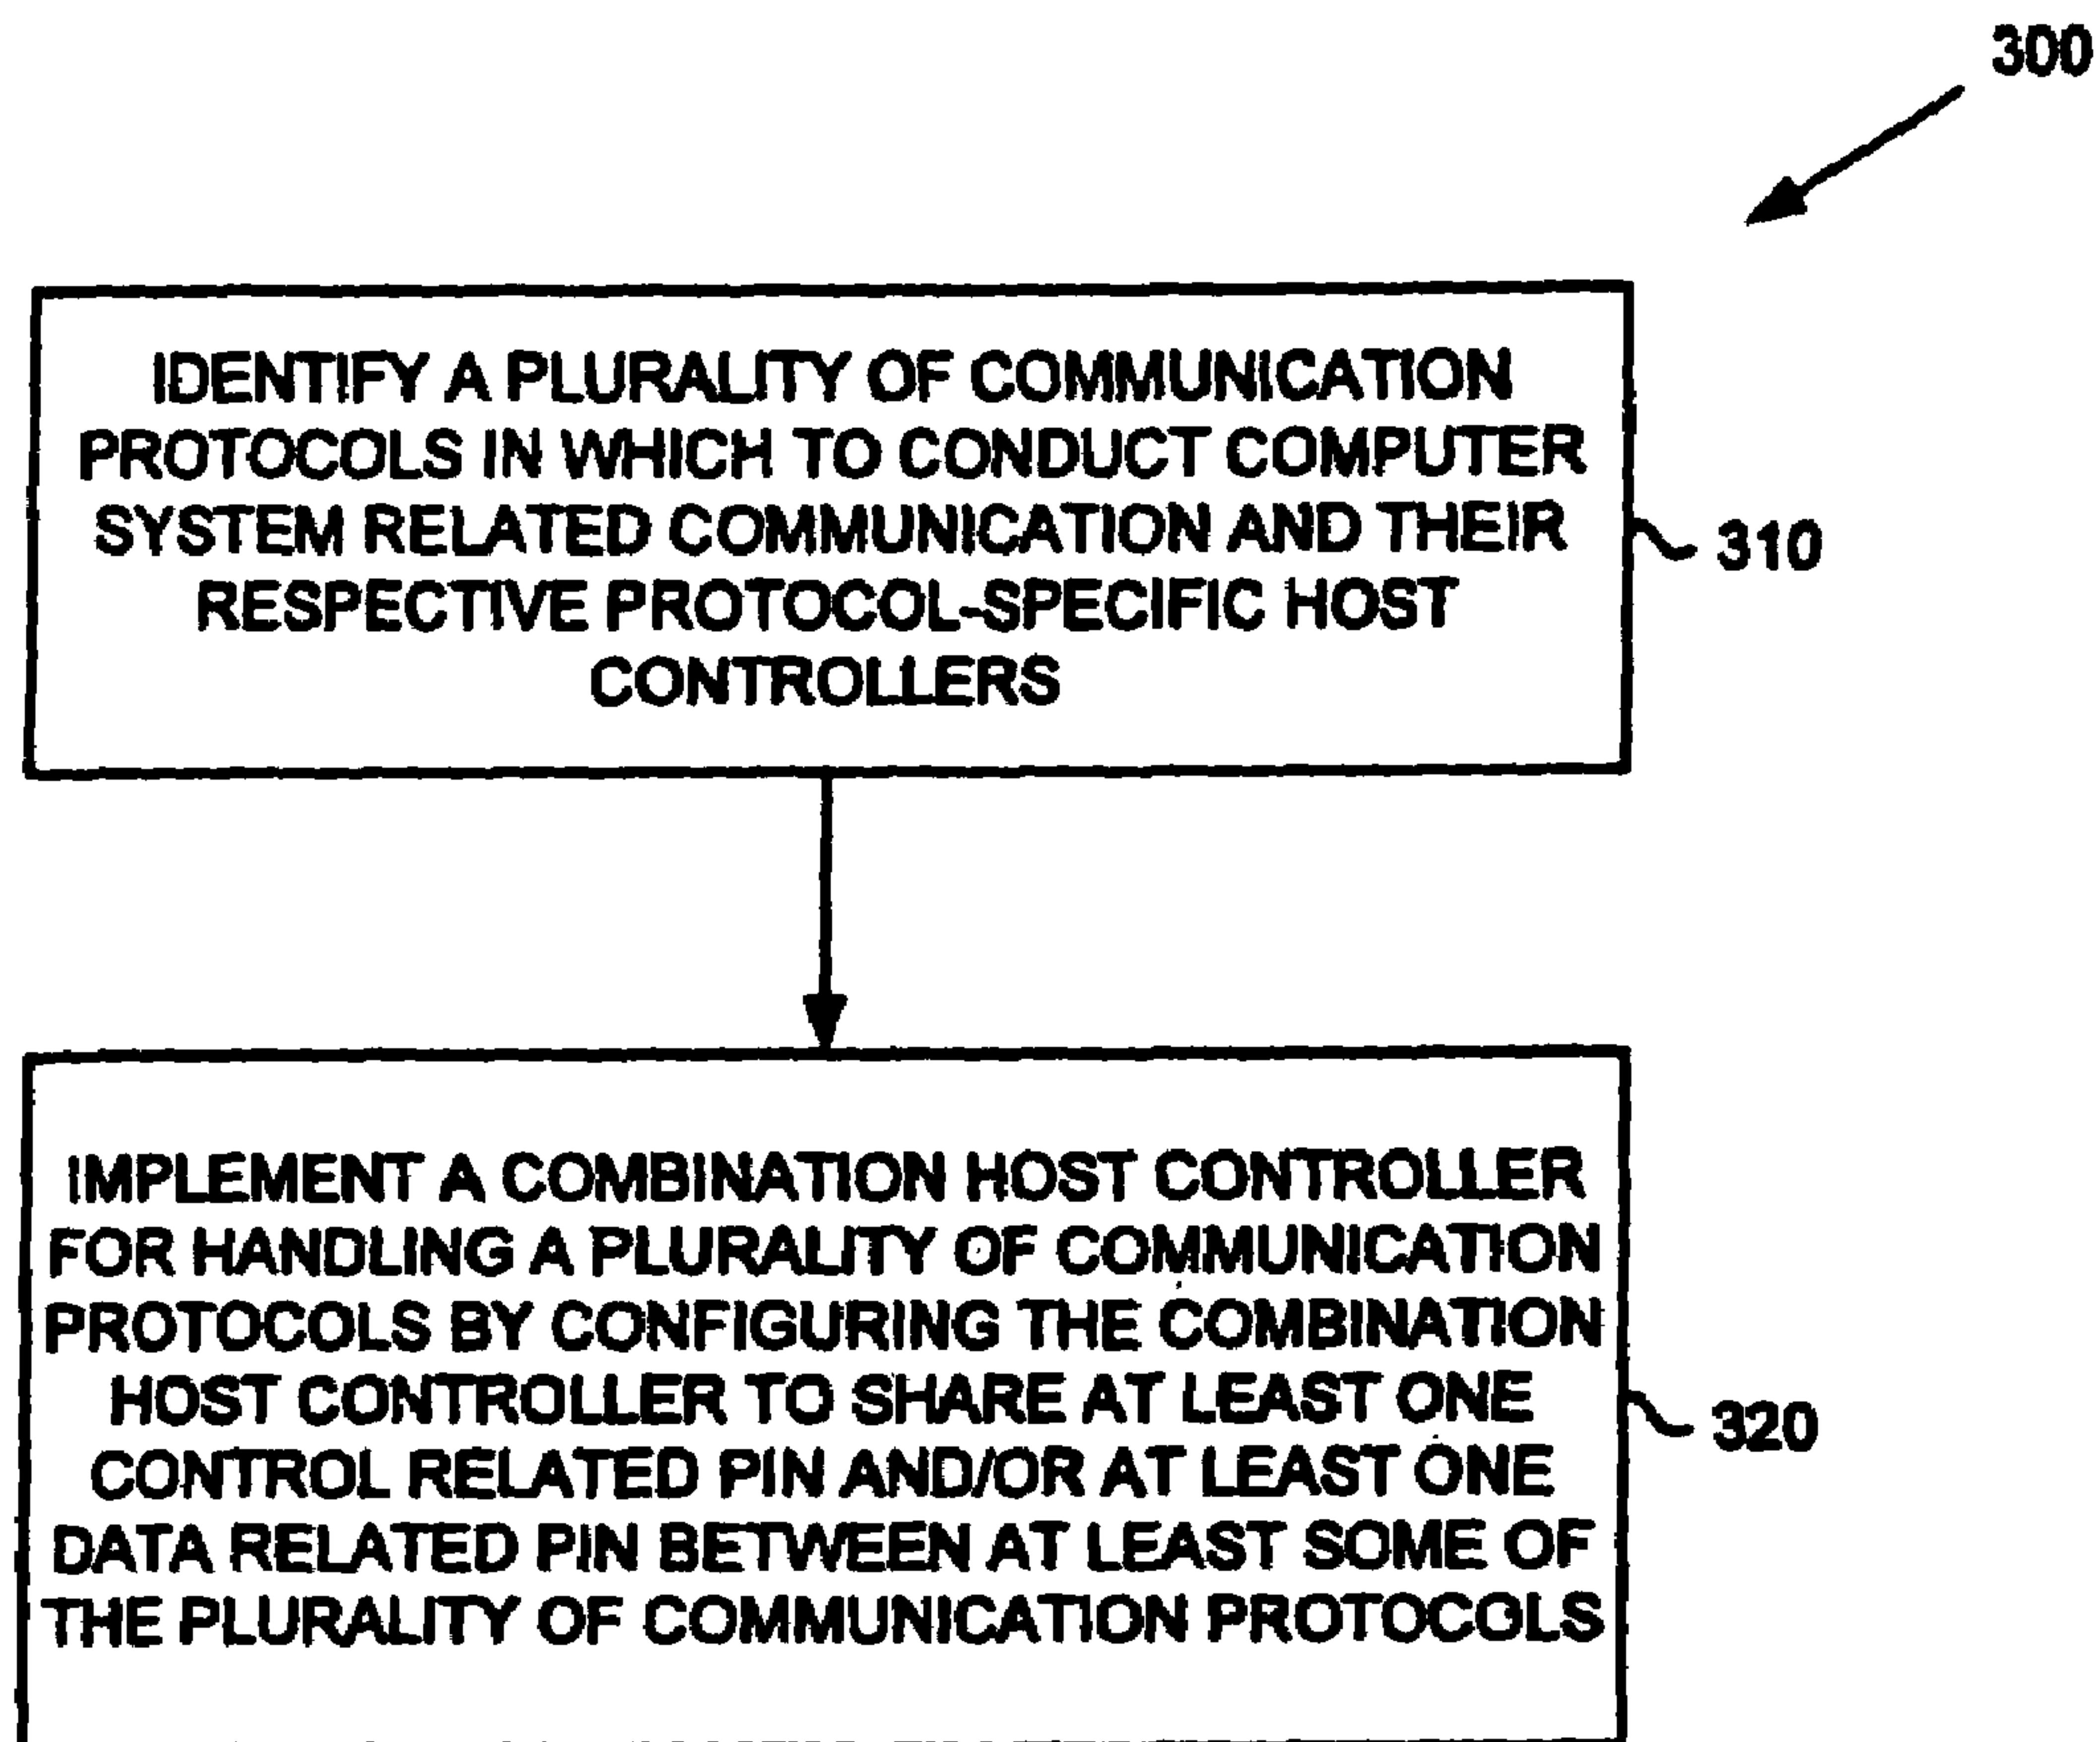 300
IDENTIFY A PLURALITY OF COMMUNICATION
PROTOCOLS IN WHICH TO CONDUCT COMPUTER
SYSTEM RELATED COMMUNICATION AND THEIR
RESPECTIVE PROTOCOL-SPECIFIC HOST
CONTROLLERS
310
IMPLEMENT A COMBINATION HOST CONTROLLER
FOR HANDLING A PLURALITY OF COMMUNICATION
PROTOCOLS BY CONFIGURING THE COMBINATION
HOST CONTROLLER TO SHARE AT LEAST ONE
CONTROL RELATED PIN AND/OR AT LEAST ONE
DATA RELATED PIN BETWEEN AT LEAST SOME OF
THE PLURALITY OF COMMUNICATION PROTOCOLS
320